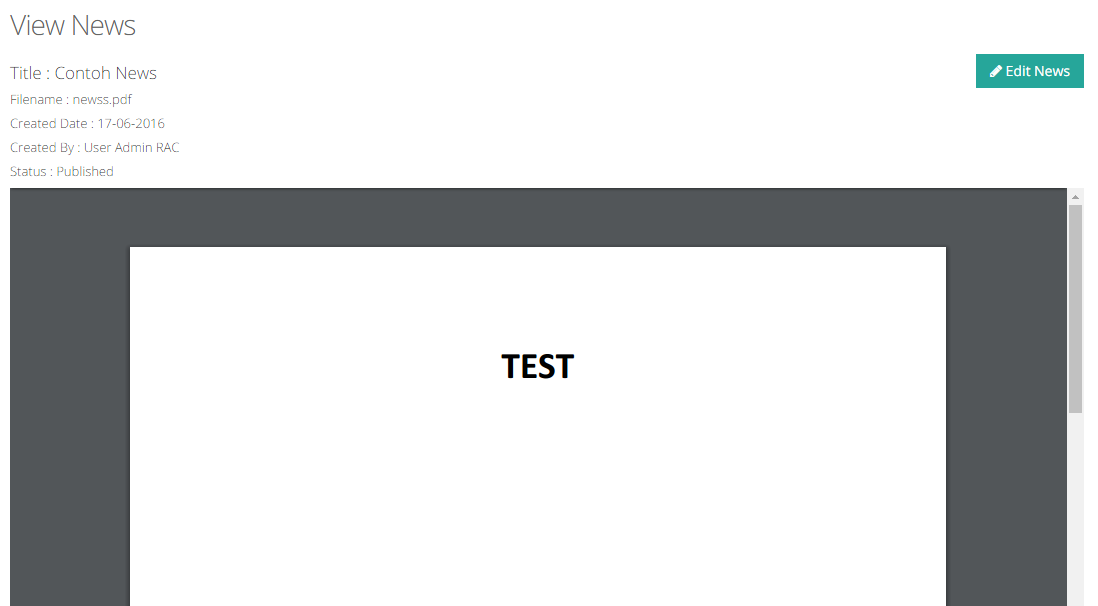 View News
Title : Contoh News
Edit News
Filename : newss.pdf
Created Date : 17-06-2016
Created By : User Admin RAC
Status : Published
TEST